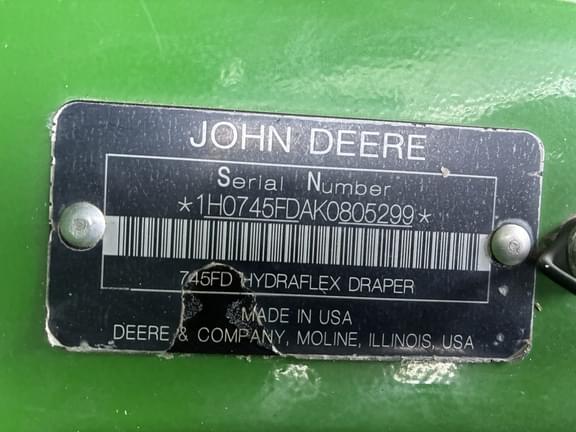 JOHN DEERE
Serial Number
*1H0745FDAK0805299*
745FD HYDRAFLEX DRAPER
MADE IN USA
DEERE & COMPANY, MOLINE, ILLINOIS, USA